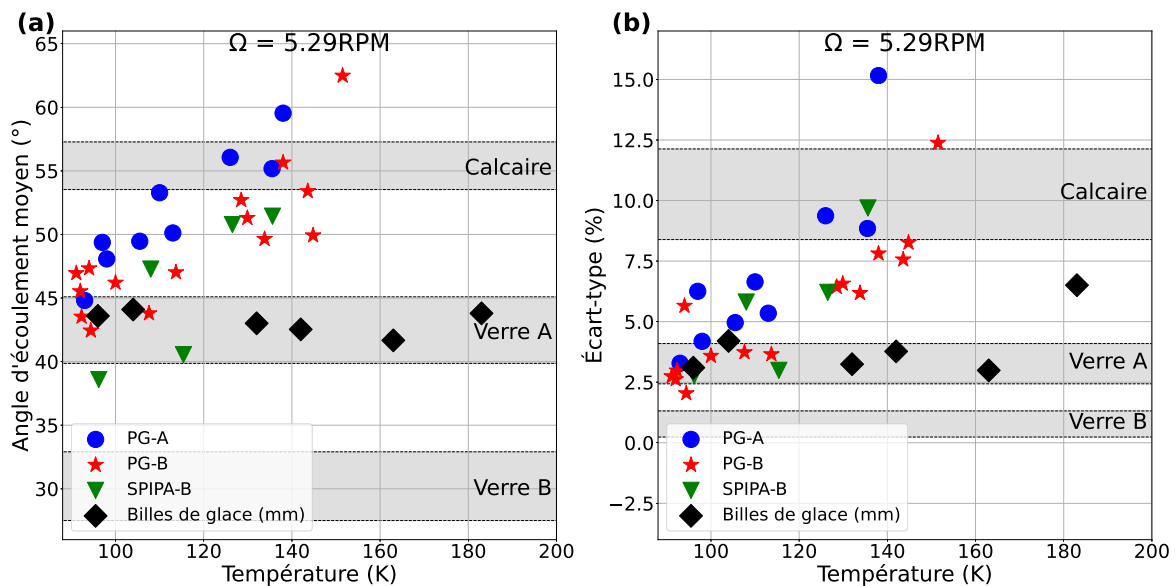 (a)
Ω = 5.29RPM
65
60
55
50
45
40
35
30
Angle d'écoulement moyen (°)
Calcaire
Verre A
Verre B
PG-A
PG-B
SPIPA-B
Billes de glace (mm)
100
120
140
160
180
200
Température (K)
(b)
Ω = 5.29RPM
15.0
12.5
10.0
7.5
5.0
2.5
0.0
−2.5
Écart-type (%)
Calcaire
Verre A
Verre B
PG-A
PG-B
SPIPA-B
Billes de glace (mm)
100
120
140
160
180
200
Température (K)